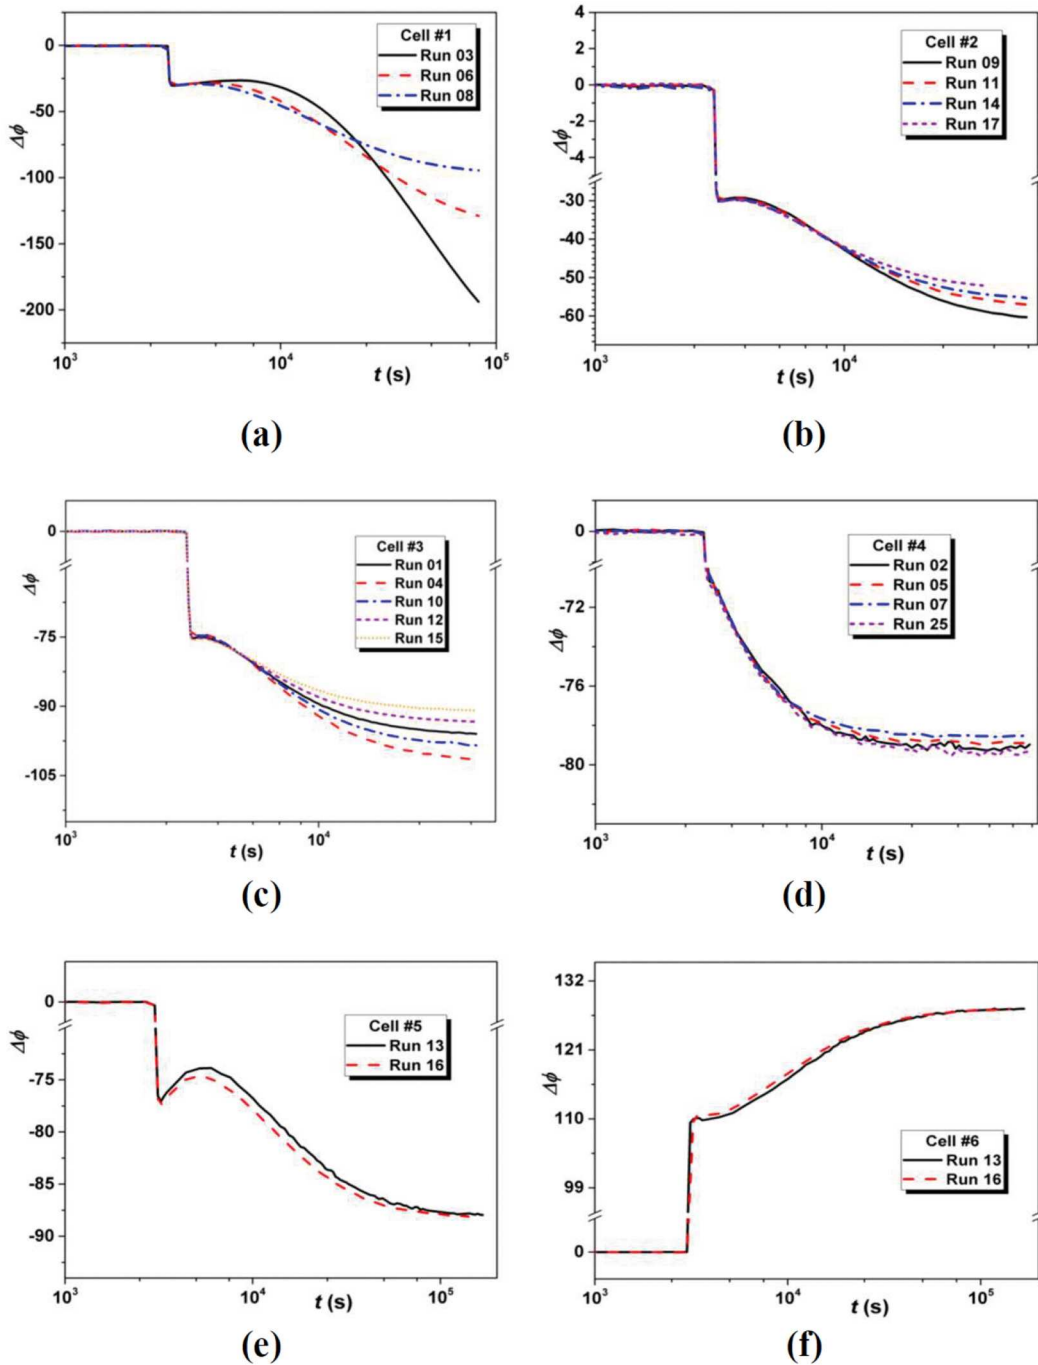 Cell #1
Run 03
Run 06
Run 08
0
-50
-100
-150
-200
Δϕ
10³ 10⁴ 10⁵
t (s)
(a)
Cell #2
Run 09
Run 11
Run 14
Run 17
4
2
0
-2
4
-30
-40
-50
-60
Δϕ
10³ 10⁴
t (s)
(b)
Cell #3
Run 01
Run 04
Run 10
Run 12
Run 15
0
-75
-90
-105
Δϕ
10³ 10⁴
t (s)
(c)
Cell #4
Run 02
Run 05
Run 07
Run 25
0
-72
-76
-80
Δϕ
10³ 10⁴
t (s)
(d)
Cell #5
Run 13
Run 16
0
-75
-80
-85
-90
Δϕ
10³ 10⁴ 10⁵
t (s)
(e)
Cell #6
Run 13
Run 16
132
121
110
99
0
Δϕ
10³ 10⁴ 10⁵
t (s)
(f)